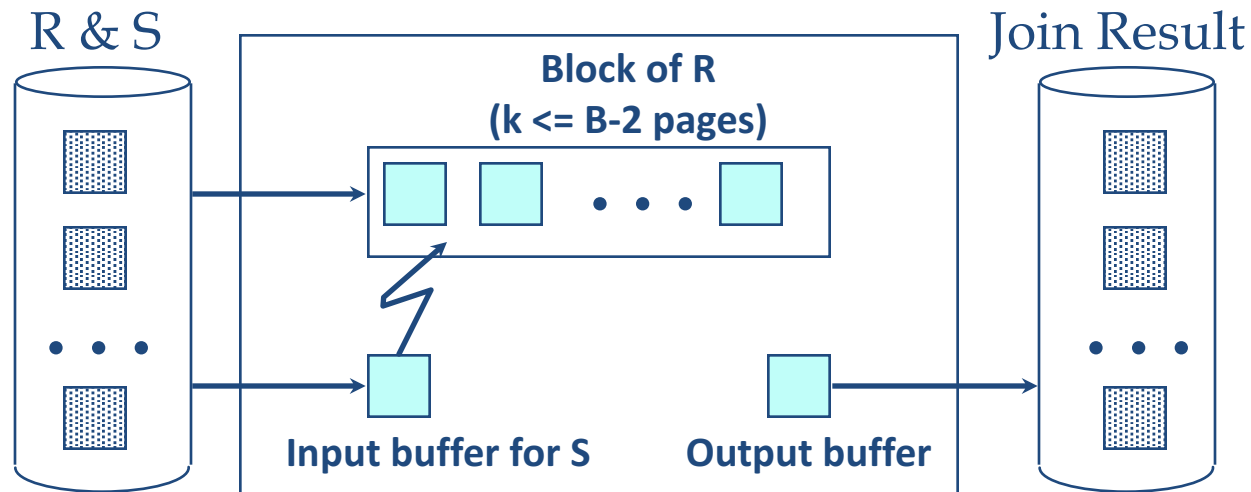 R & S
Join Result
Block of R
(k <= B-2 pages)
• • •
• • •
• • •
Input buffer for S
Output buffer